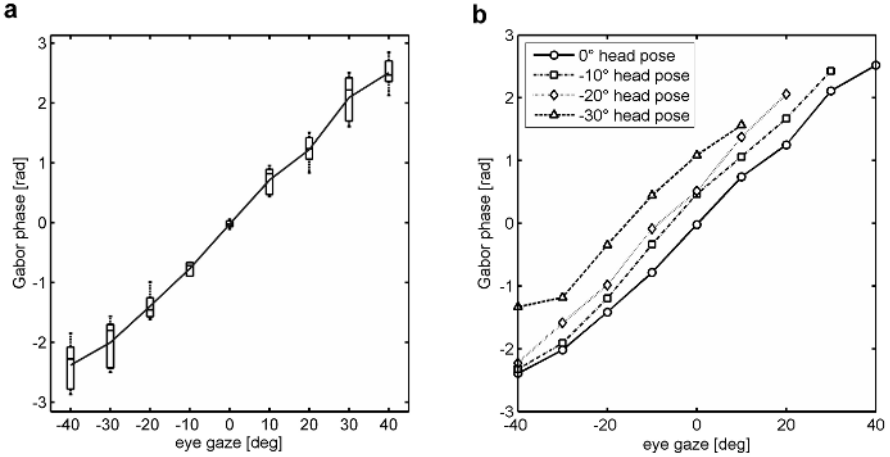 a
3
2
1
0
-1
-2
-3
Gabor phase [rad]
-40 -30 -20 -10 0 10 20 30 40
eye gaze [deg]
b
3
2
1
0
-1
-2
-3
Gabor phase [rad]
0° head pose
-10° head pose
-20° head pose
-30° head pose
-40 -20 0 20 40
eye gaze [deg]